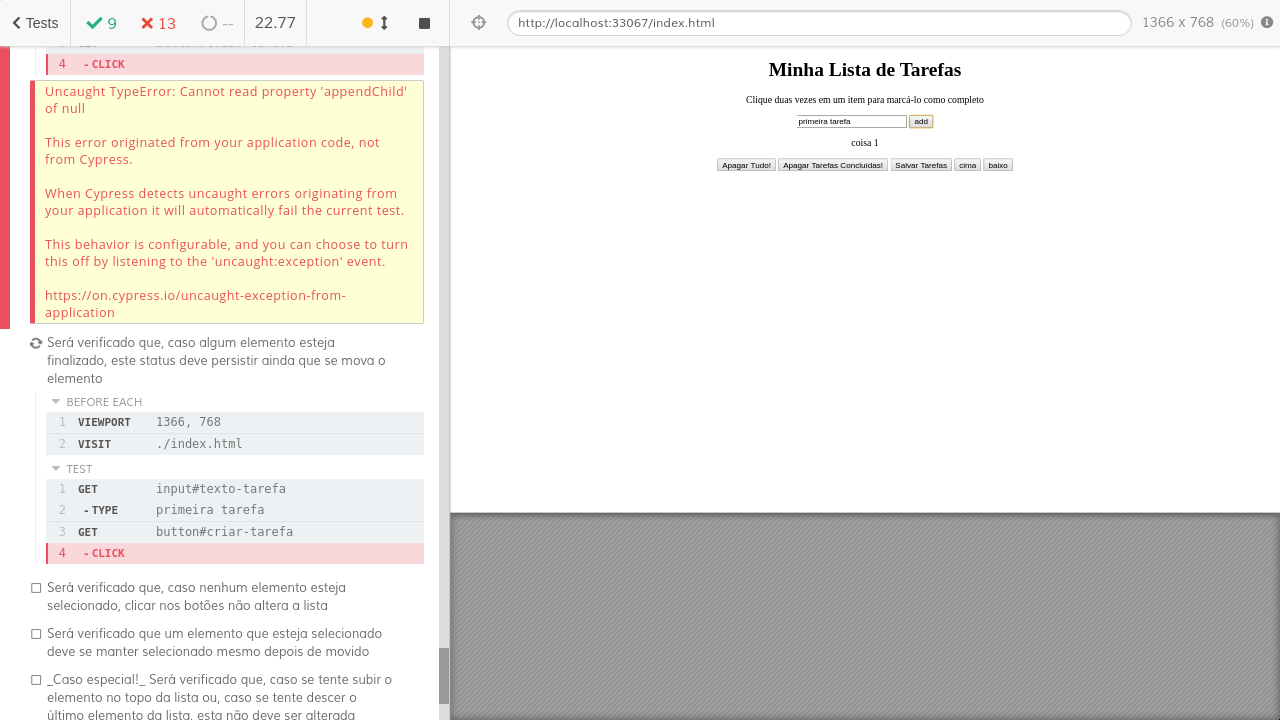 Tests
9
13
--
22.77
http://localhost:33067/index.html
1366 x 768 (60%)
4 - CLICK
Uncaught TypeError: Cannot read property 'appendChild'
of null
This error originated from your application code, not
from Cypress.
When Cypress detects uncaught errors originating from
your application it will automatically fail the current test.
This behavior is configurable, and you can choose to turn
this off by listening to the 'uncaught:exception' event.
https://on.cypress.io/uncaught-exception-from-
application
Será verificado que, caso algum elemento esteja
finalizado, este status deve persistir ainda que se mova o
elemento
BEFORE EACH
1 VIEWPORT 1366, 768
2 VISIT ./index.html
TEST
1 GET input#texto-tarefa
2 - TYPE primeira tarefa
3 GET button#criar-tarefa
4 - CLICK
Será verificado que, caso nenhum elemento esteja
selecionado, clicar nos botões não altera a lista
Será verificado que um elemento que esteja selecionado
deve se manter selecionado mesmo depois de movido
_Caso especial!_ Será verificado que, caso se tente subir o
elemento no topo da lista ou, caso se tente descer o
último elemento da lista, esta não deve ser alterada
Minha Lista de Tarefas
Clique duas vezes em um item para marcá-lo como completo
primeira tarefa add
coisa 1
Apagar Tudo! Apagar Tarefas Concluídas! Salvar Tarefas cima baixo